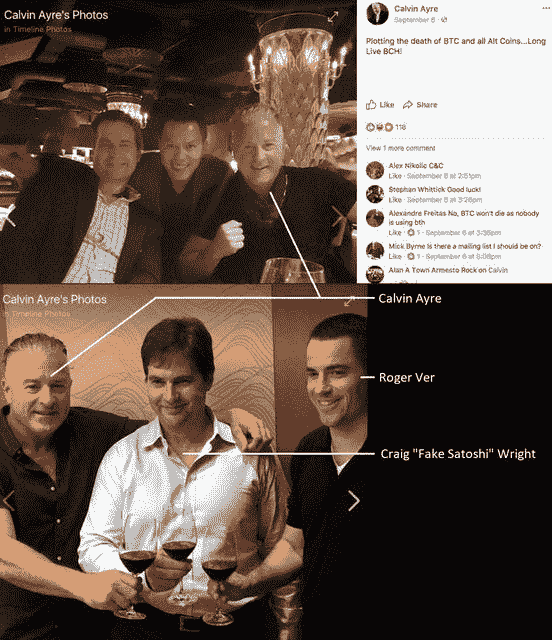 Calvin Ayre's Photos
in Timeline Photos
Calvin Ayre
September 6
Plotting the death of BTC and all Alt Coins...Long
Live BCH!
Like Share
116
View 1 more comment
Alex Nikolic C&C
Like · September 6 at 2:51pm
Stephan Whittick Good luck!
Like · September 6 at 3:26pm
Alexandre Freitas No, BTC won't die as nobody
is using bth
Like · 1 · September 6 at 3:36pm
Mick Byrne Is there a mailing list I should be on?
Like · 1 · September 6 at 8:08pm
Alan A Town Armesto Rock on Calvin
Calvin Ayre's Photos
in Timeline Photos
Calvin Ayre
Roger Ver
Craig "Fake Satoshi" Wright